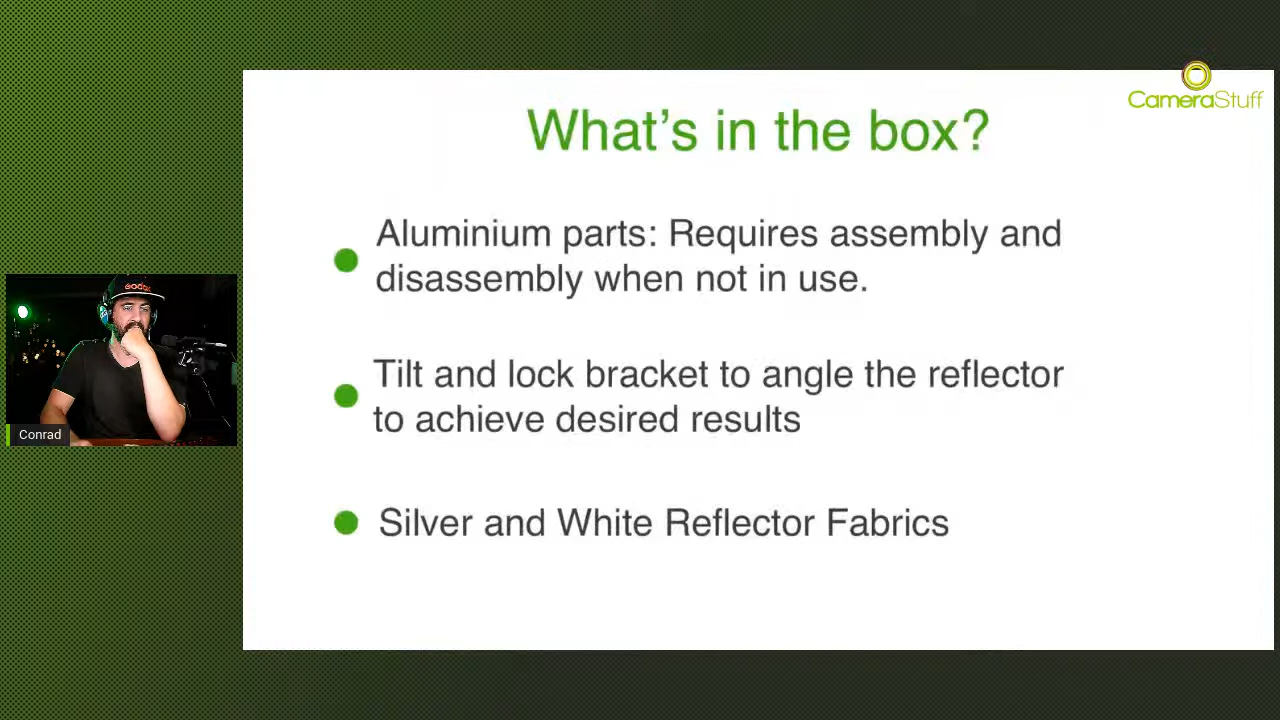 CameraStuff
What's in the box?
Aluminium parts: Requires assembly and
disassembly when not in use.
Tilt and lock bracket to angle the reflector
to achieve desired results
Silver and White Reflector Fabrics
Godox
Conrad